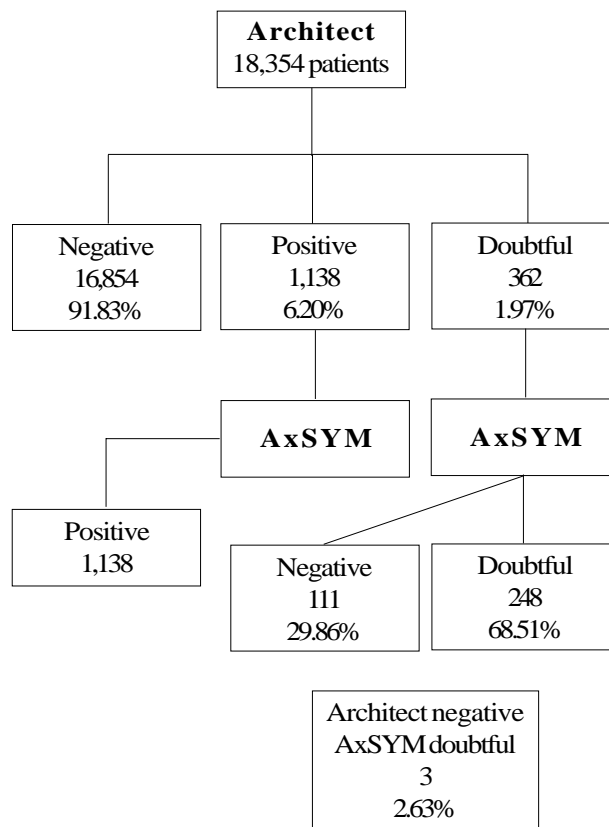 Architect
18,354 patients
Negative
16,854
91.83%
Positive
1,138
6.20%
Doubtful
362
1.97%
AxSYM
AxSYM
Positive
1,138
Negative
111
29.86%
Doubtful
248
68.51%
Architect negative
AxSYM doubtful
3
2.63%